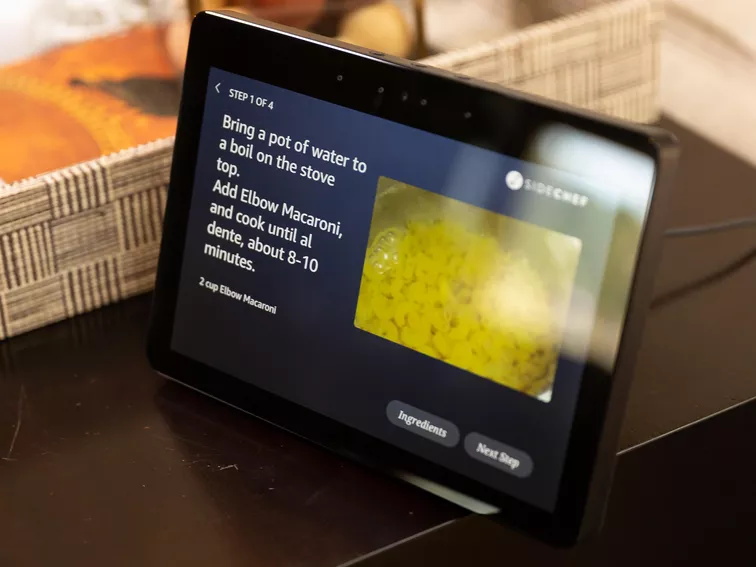 STEP 1 OF 4
Bring a pot of water to
a boil on the stove
top.
Add Elbow Macaroni,
and cook until al
dente, about 8-10
minutes.
2 cup Elbow Macaroni
SIDECHEF
Ingredients
Next Step